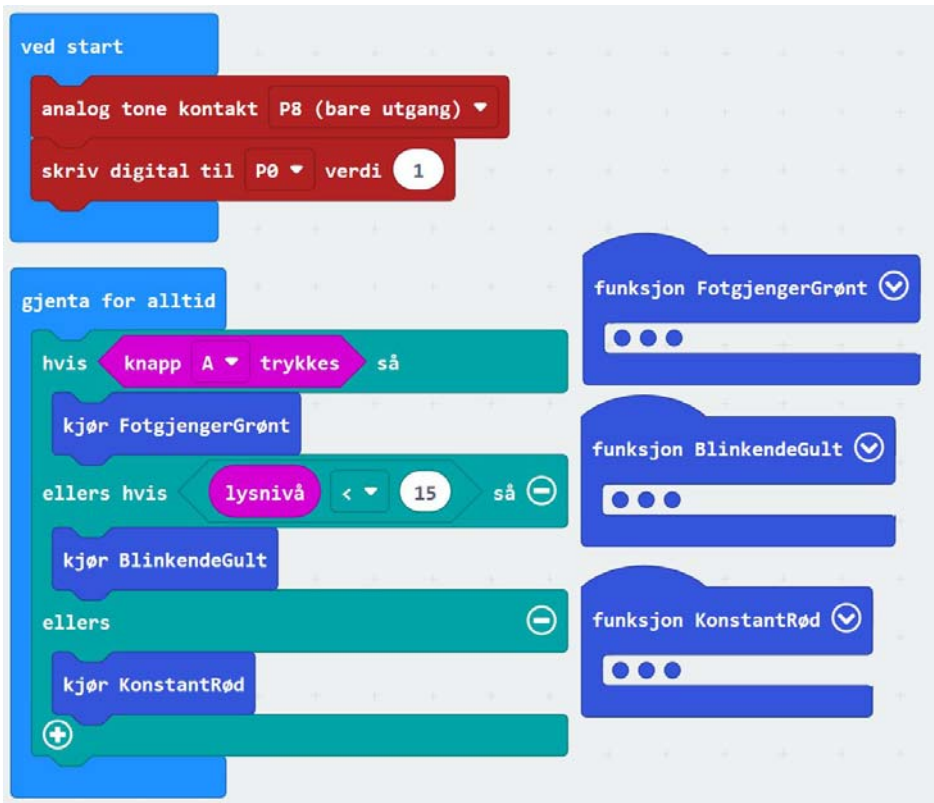 ved start
analog tone kontakt P8 (bare utgang)
skriv digital til P0 verdi 1
gjenta for alltid
hvis knapp A trykkes så
kjør FotgjengerGrønt
ellers hvis lysnivå < 15 så
kjør BlinkendeGult
ellers
kjør KonstantRød
funksjon FotgjengerGrønt
funksjon BlinkendeGult
funksjon KonstantRød